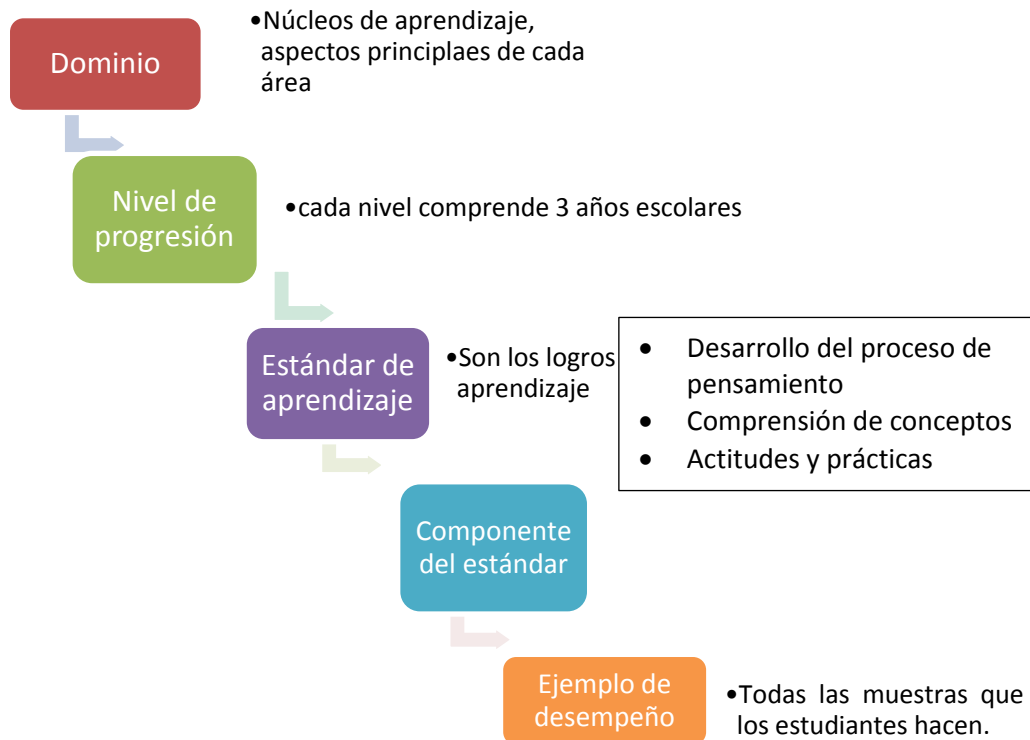 Dominio
•Núcleos de aprendizaje,
aspectos principlaes de cada
área
Nivel de
progresión
•cada nivel comprende 3 años escolares
Estándar de
aprendizaje
•Son los logros
aprendizaje
• Desarrollo del proceso de
pensamiento
• Comprensión de conceptos
• Actitudes y prácticas
Componente
del estándar
Ejemplo de
desempeño
•Todas las muestras que
los estudiantes hacen.